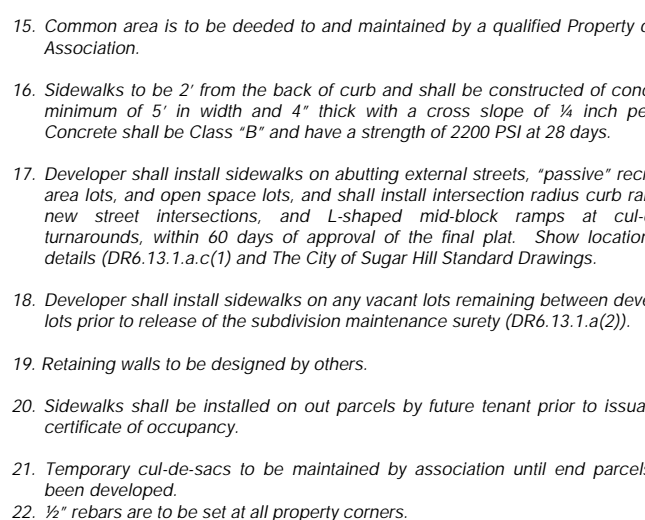 15. Common area is to be deeded to and maintained by a qualified Property
Association.
16. Sidewalks to be 2' from the back of curb and shall be constructed of
minimum of 5' in width and 4" thick with a cross slope of ¼ inch
Concrete shall be Class "B" and have a strength of 2200 PSI at 28 days.
17. Developer shall install sidewalks on abutting external streets, "passive"
area lots, and open space lots, and shall install intersection radius curb
new street intersections, and L-shaped mid-block ramps at
turnarounds, within 60 days of approval of the final plat. Show
details (DR6.13.1.a.c(1) and The City of Sugar Hill Standard Drawings.
18. Developer shall install sidewalks on any vacant lots remaining between
lots prior to release of the subdivision maintenance surety (DR6.13.1.a(2)).
19. Retaining walls to be designed by others.
20. Sidewalks shall be installed on out parcels by future tenant prior to
certificate of occupancy.
21. Temporary cul-de-sacs to be maintained by association until end parcels
been developed.
22. ½" rebars are to be set at all property corners.